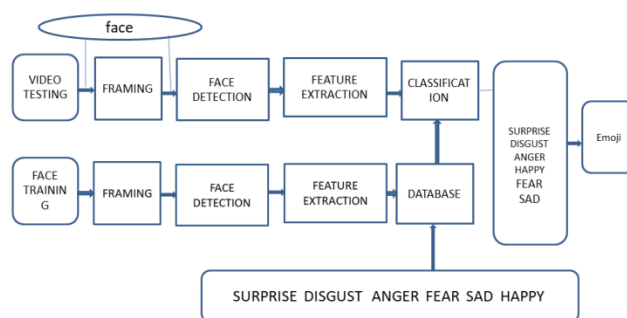 face
VIDEO
TESTING
FRAMING
FACE
DETECTION
FEATURE
EXTRACTION
CLASSIFICAT
ION
SURPRISE
DISGUST
ANGER
HAPPY
FEAR
SAD
Emoji
FACE
TRAININ
G
FRAMING
FACE
DETECTION
FEATURE
EXTRACTION
DATABASE
SURPRISE DISGUST ANGER FEAR SAD HAPPY